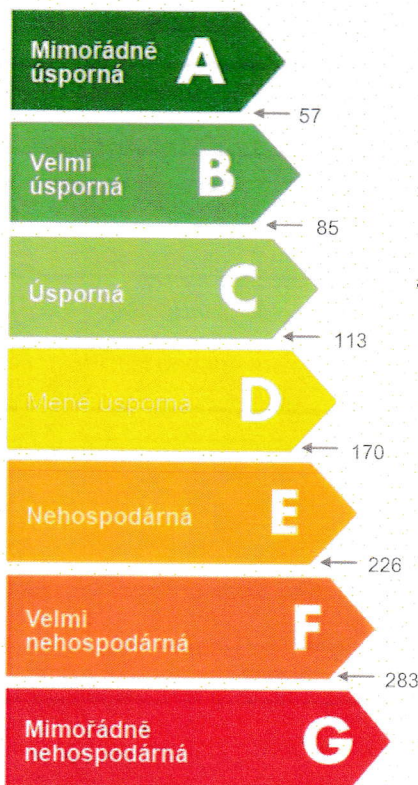 Mimořádně
úsporná
A
57
Velmi
úsporná
B
85
Úsporná
C
113
Méně úsporná
D
170
Nehospodárná
E
226
Velmi
nehospodárná
F
283
Mimořádně
nehospodárná
G